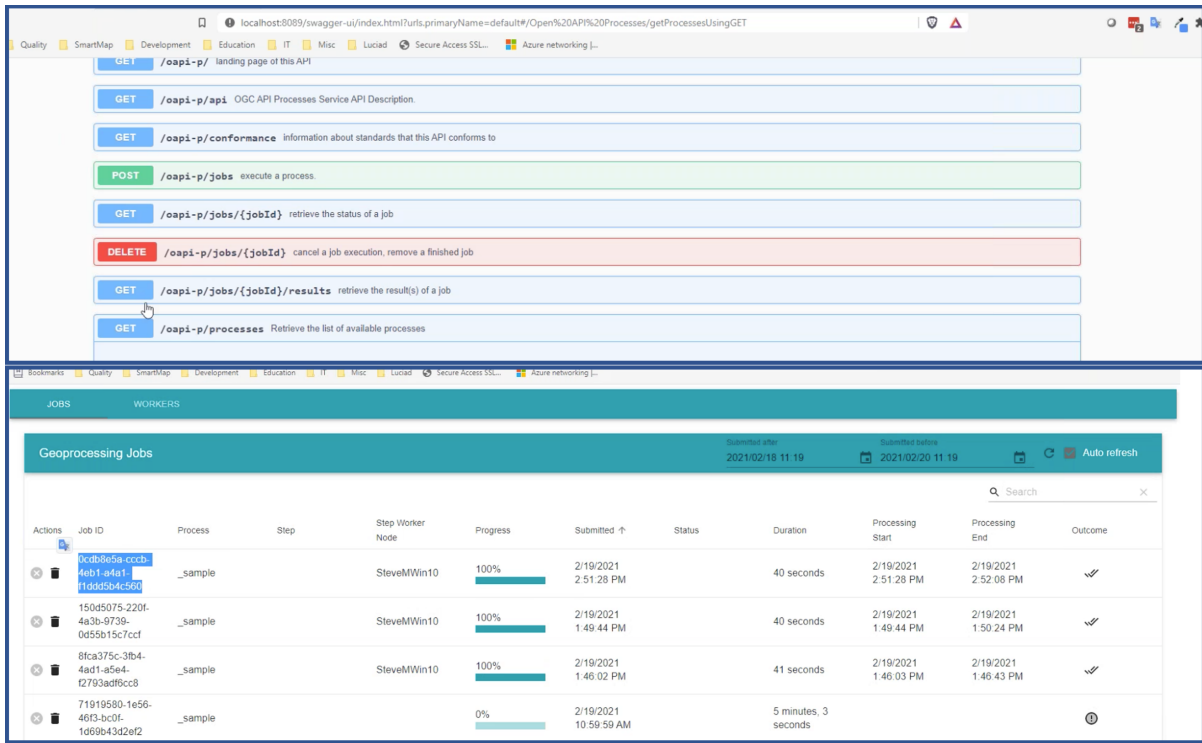 localhost:8089/swagger-ui/index.html?urls.primaryName=default#/Open%20API%20Processes/getProcessesUsingGET
2
Quality SmartMap Development Education IT Misc Luciad Secure Access SSL... Azure networking |...
GET /oapi-p/ landing page of this API
GET /oapi-p/api OGC API Processes Service API Description.
GET /oapi-p/conformance information about standards that this API conforms to
POST /oapi-p/jobs execute a process.
GET /oapi-p/jobs/{jobId} retrieve the status of a job
DELETE /oapi-p/jobs/{jobId} cancel a job execution, remove a finished job
GET /oapi-p/jobs/{jobId}/results retrieve the result(s) of a job
GET /oapi-p/processes Retrieve the list of available processes
Bookmarks Quality SmartMap Development Education IT Misc Luciad Secure Access SSL... Azure networking |...
JOBS WORKERS
Geoprocessing Jobs
Submitted after Submitted before
2021/02/18 11:19 2021/02/20 11:19 Auto refresh
Search
Actions Job ID Process Step Step Worker Node Progress Submitted ↑ Status Duration Processing Start Processing End Outcome
0cdb8e5a-cccb-
4eb1-a4a1-
f1ddd5b4c560
_sample SteveMWin10 100% 2/19/2021 2:51:28 PM 40 seconds 2/19/2021 2:51:28 PM 2/19/2021 2:52:08 PM
150d5075-220f-
4a3b-9739-
0d55b15c7ccf
_sample SteveMWin10 100% 2/19/2021 1:49:44 PM 40 seconds 2/19/2021 1:49:44 PM 2/19/2021 1:50:24 PM
8fca375c-3fb4-
4ad1-a5e4-
f2793adf6cc8
_sample SteveMWin10 100% 2/19/2021 1:46:02 PM 41 seconds 2/19/2021 1:46:03 PM 2/19/2021 1:46:43 PM
71919580-1e56-
46f3-bc0f-
1d69b43d2ef2
_sample 0% 2/19/2021 10:59:59 AM 5 minutes, 3 seconds